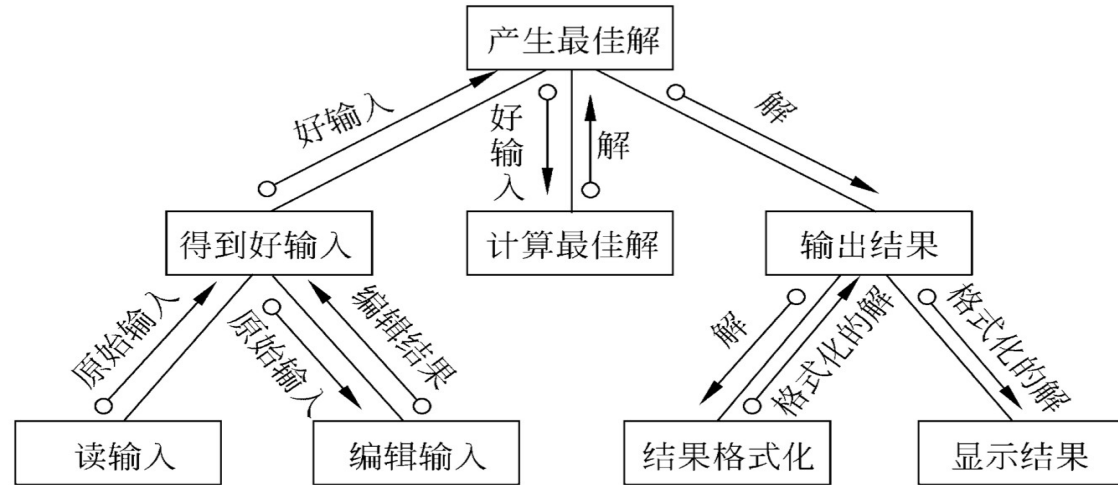 产生最佳解
好输入
好输入
解
解
得到好输入
计算最佳解
输出结果
原始输入
原始输入
编辑结果
解
格式化的解
格式化的解
读输入
编辑输入
结果格式化
显示结果